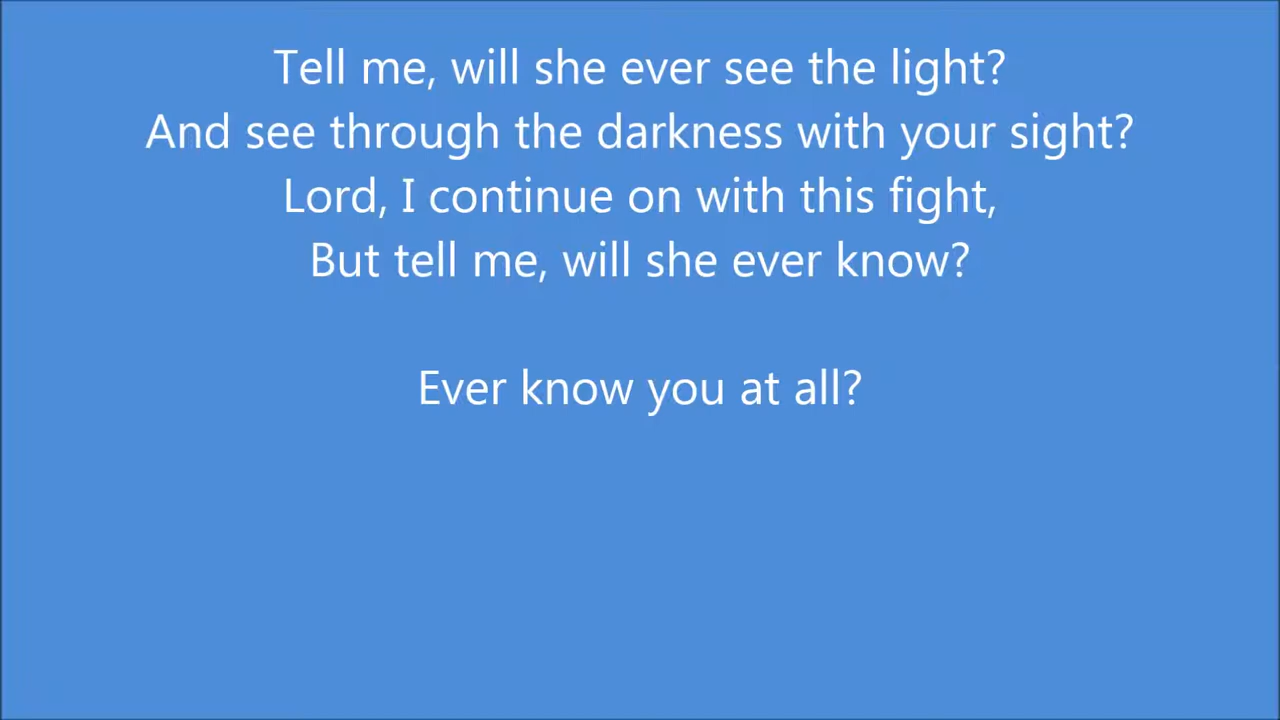 Tell me, will she ever see the light?
And see through the darkness with your sight?
Lord, I continue on with this fight,
But tell me, will she ever know?
Ever know you at all?